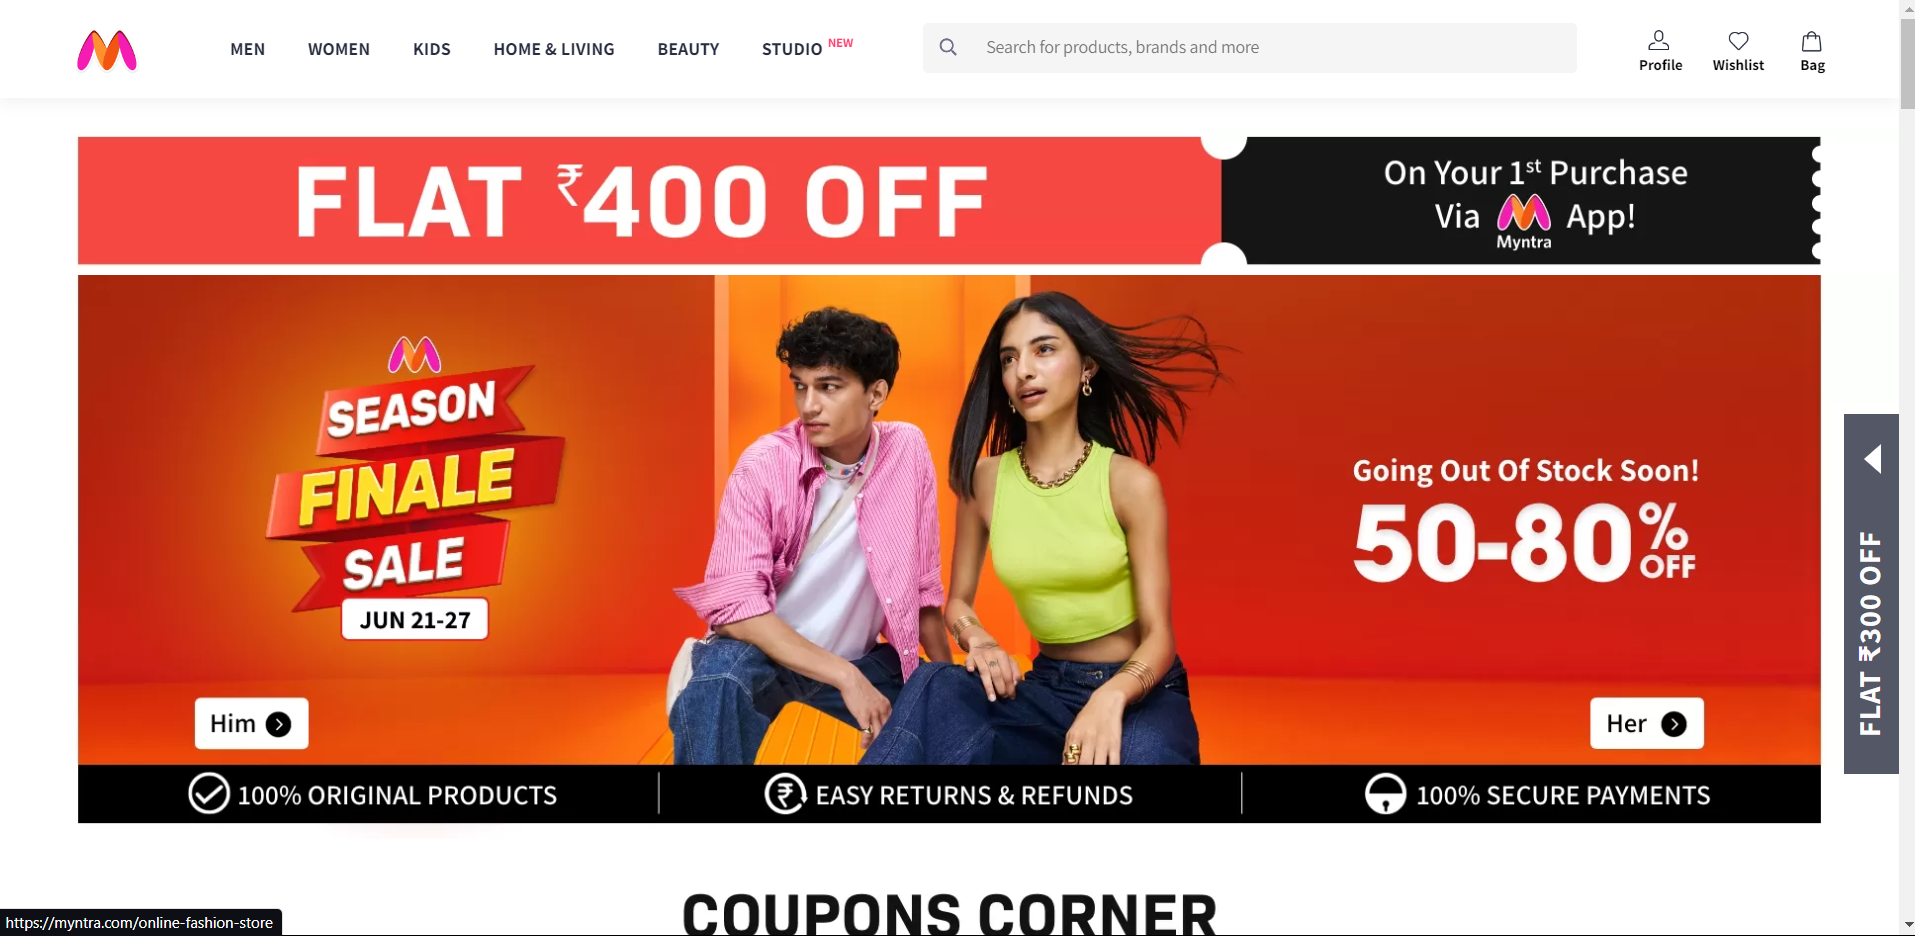 MEN
WOMEN
KIDS
HOME & LIVING
BEAUTY
STUDIO NEW
Search for products, brands and more
Profile
Wishlist
Bag
FLAT ₹400 OFF
On Your 1st Purchase
Via Myntra App!
SEASON
FINALE
SALE
JUN 21-27
Going Out Of Stock Soon!
50-80% OFF
Him
Her
FLAT ₹300 OFF
100% ORIGINAL PRODUCTS
EASY RETURNS & REFUNDS
100% SECURE PAYMENTS
COUPONS CORNER
https://myntra.com/online-fashion-store